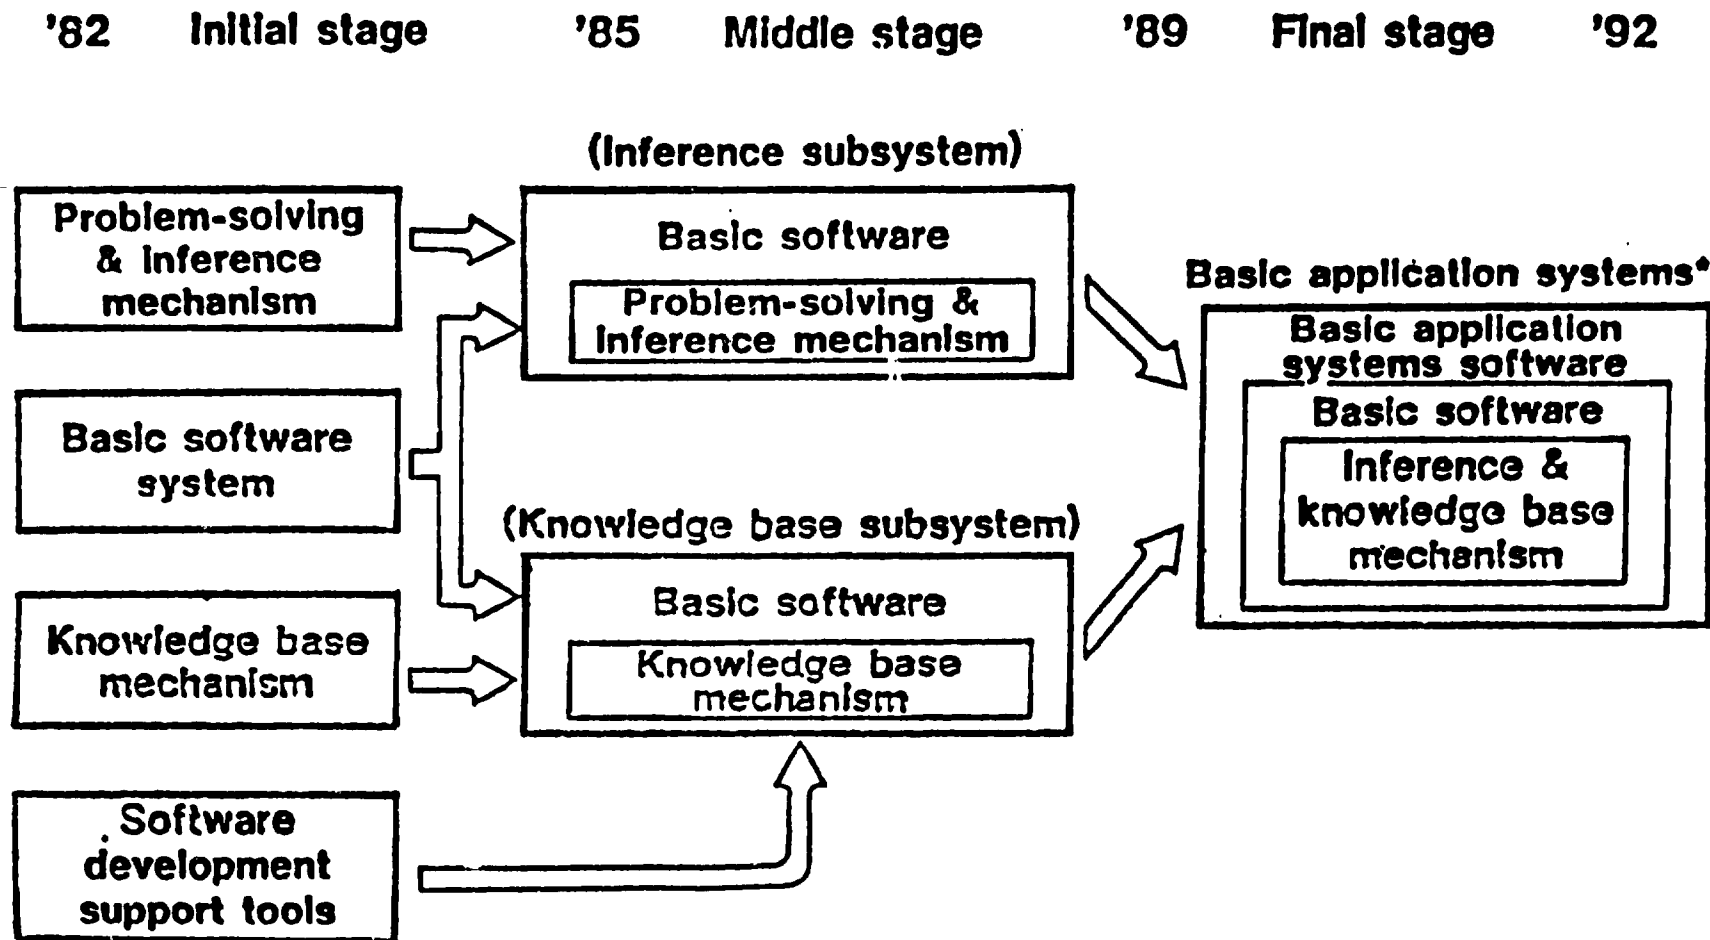 '82 Initial stage '85 Middle stage '89 Final stage '92
Problem-solving
& inference
mechanism
Basic software
system
Knowledge base
mechanism
Software
development
support tools
(Inference subsystem)
Basic software
Problem-solving &
inference mechanism
(Knowledge base subsystem)
Basic software
Knowledge base
mechanism
Basic application systems*
Basic application
systems software
Basic software
Inference &
knowledge base
mechanism